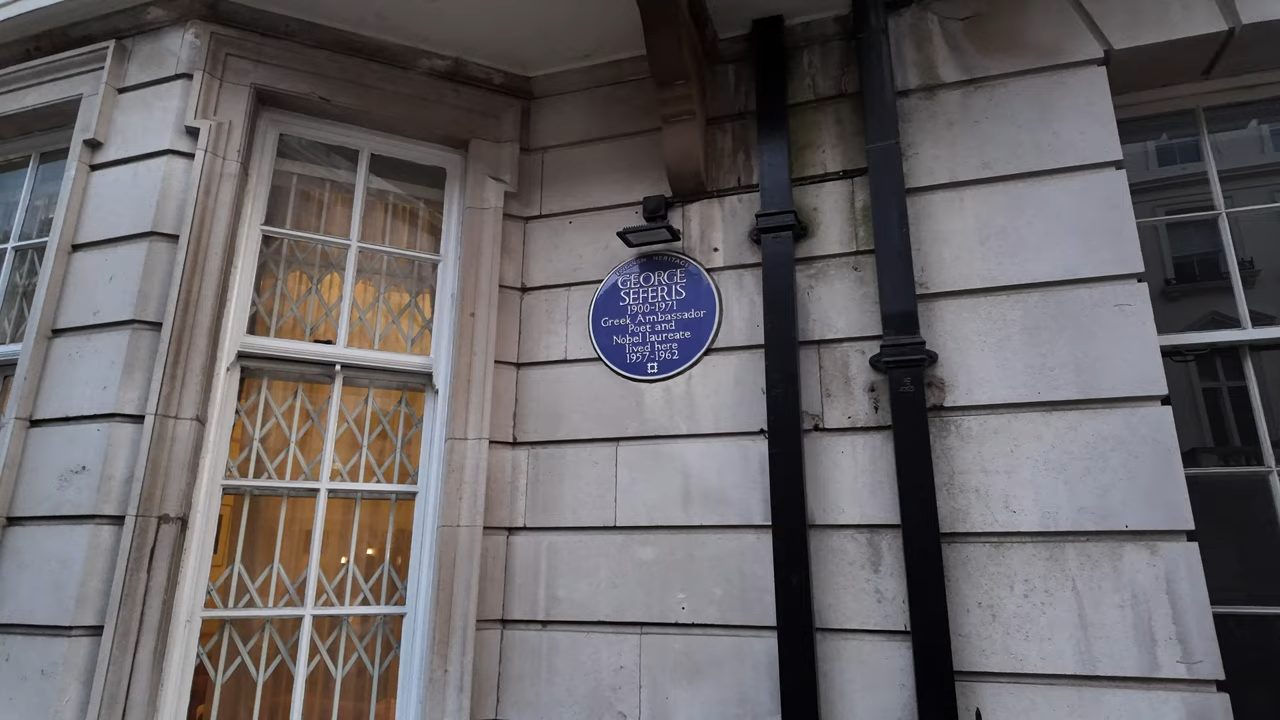 ENGLISH HERITAGE
GEORGE
SEFERIS
1900-1971
Greek Ambassador
Poet and
Nobel laureate
lived here
1957-1962